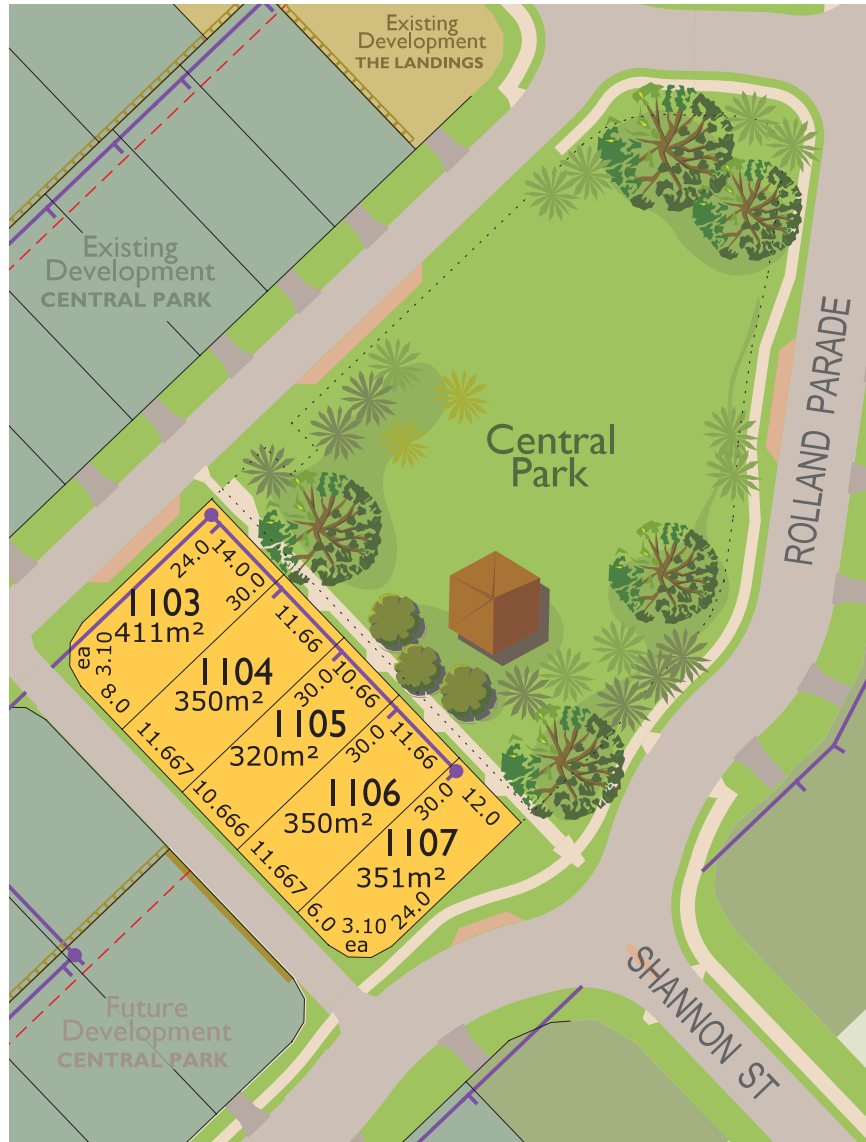 Existing
Development
THE LANDINGS
Existing
Development
CENTRAL PARK
Central
Park
ROLLAND PARADE
24.0
14.0
30.0
1103
411m²
ea
3.10
8.0
11.66
1104
350m²
11.667
30.0
10.66
1105
320m²
10.666
30.0
11.66
1106
350m²
11.667
30.0
12.0
1107
351m²
6.0
3.10
ea
24.0
SHANNON ST
Future
Development
CENTRAL PARK